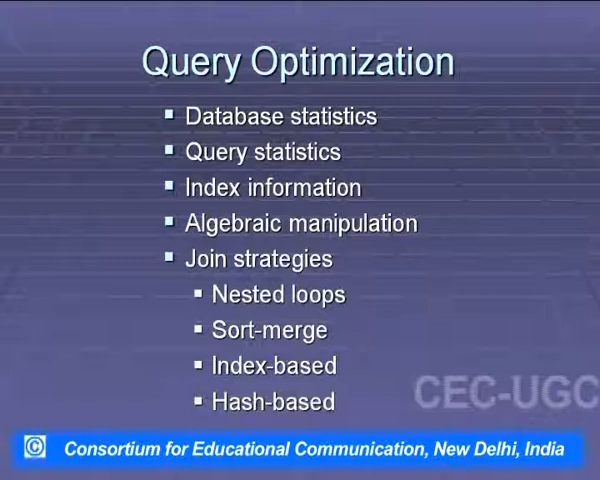 Query Optimization
▪ Database statistics
▪ Query statistics
▪ Index information
▪ Algebraic manipulation
▪ Join strategies
▪ Nested loops
▪ Sort-merge
▪ Index-based
▪ Hash-based
CEC-UGC
© Consortium for Educational Communication, New Delhi, India